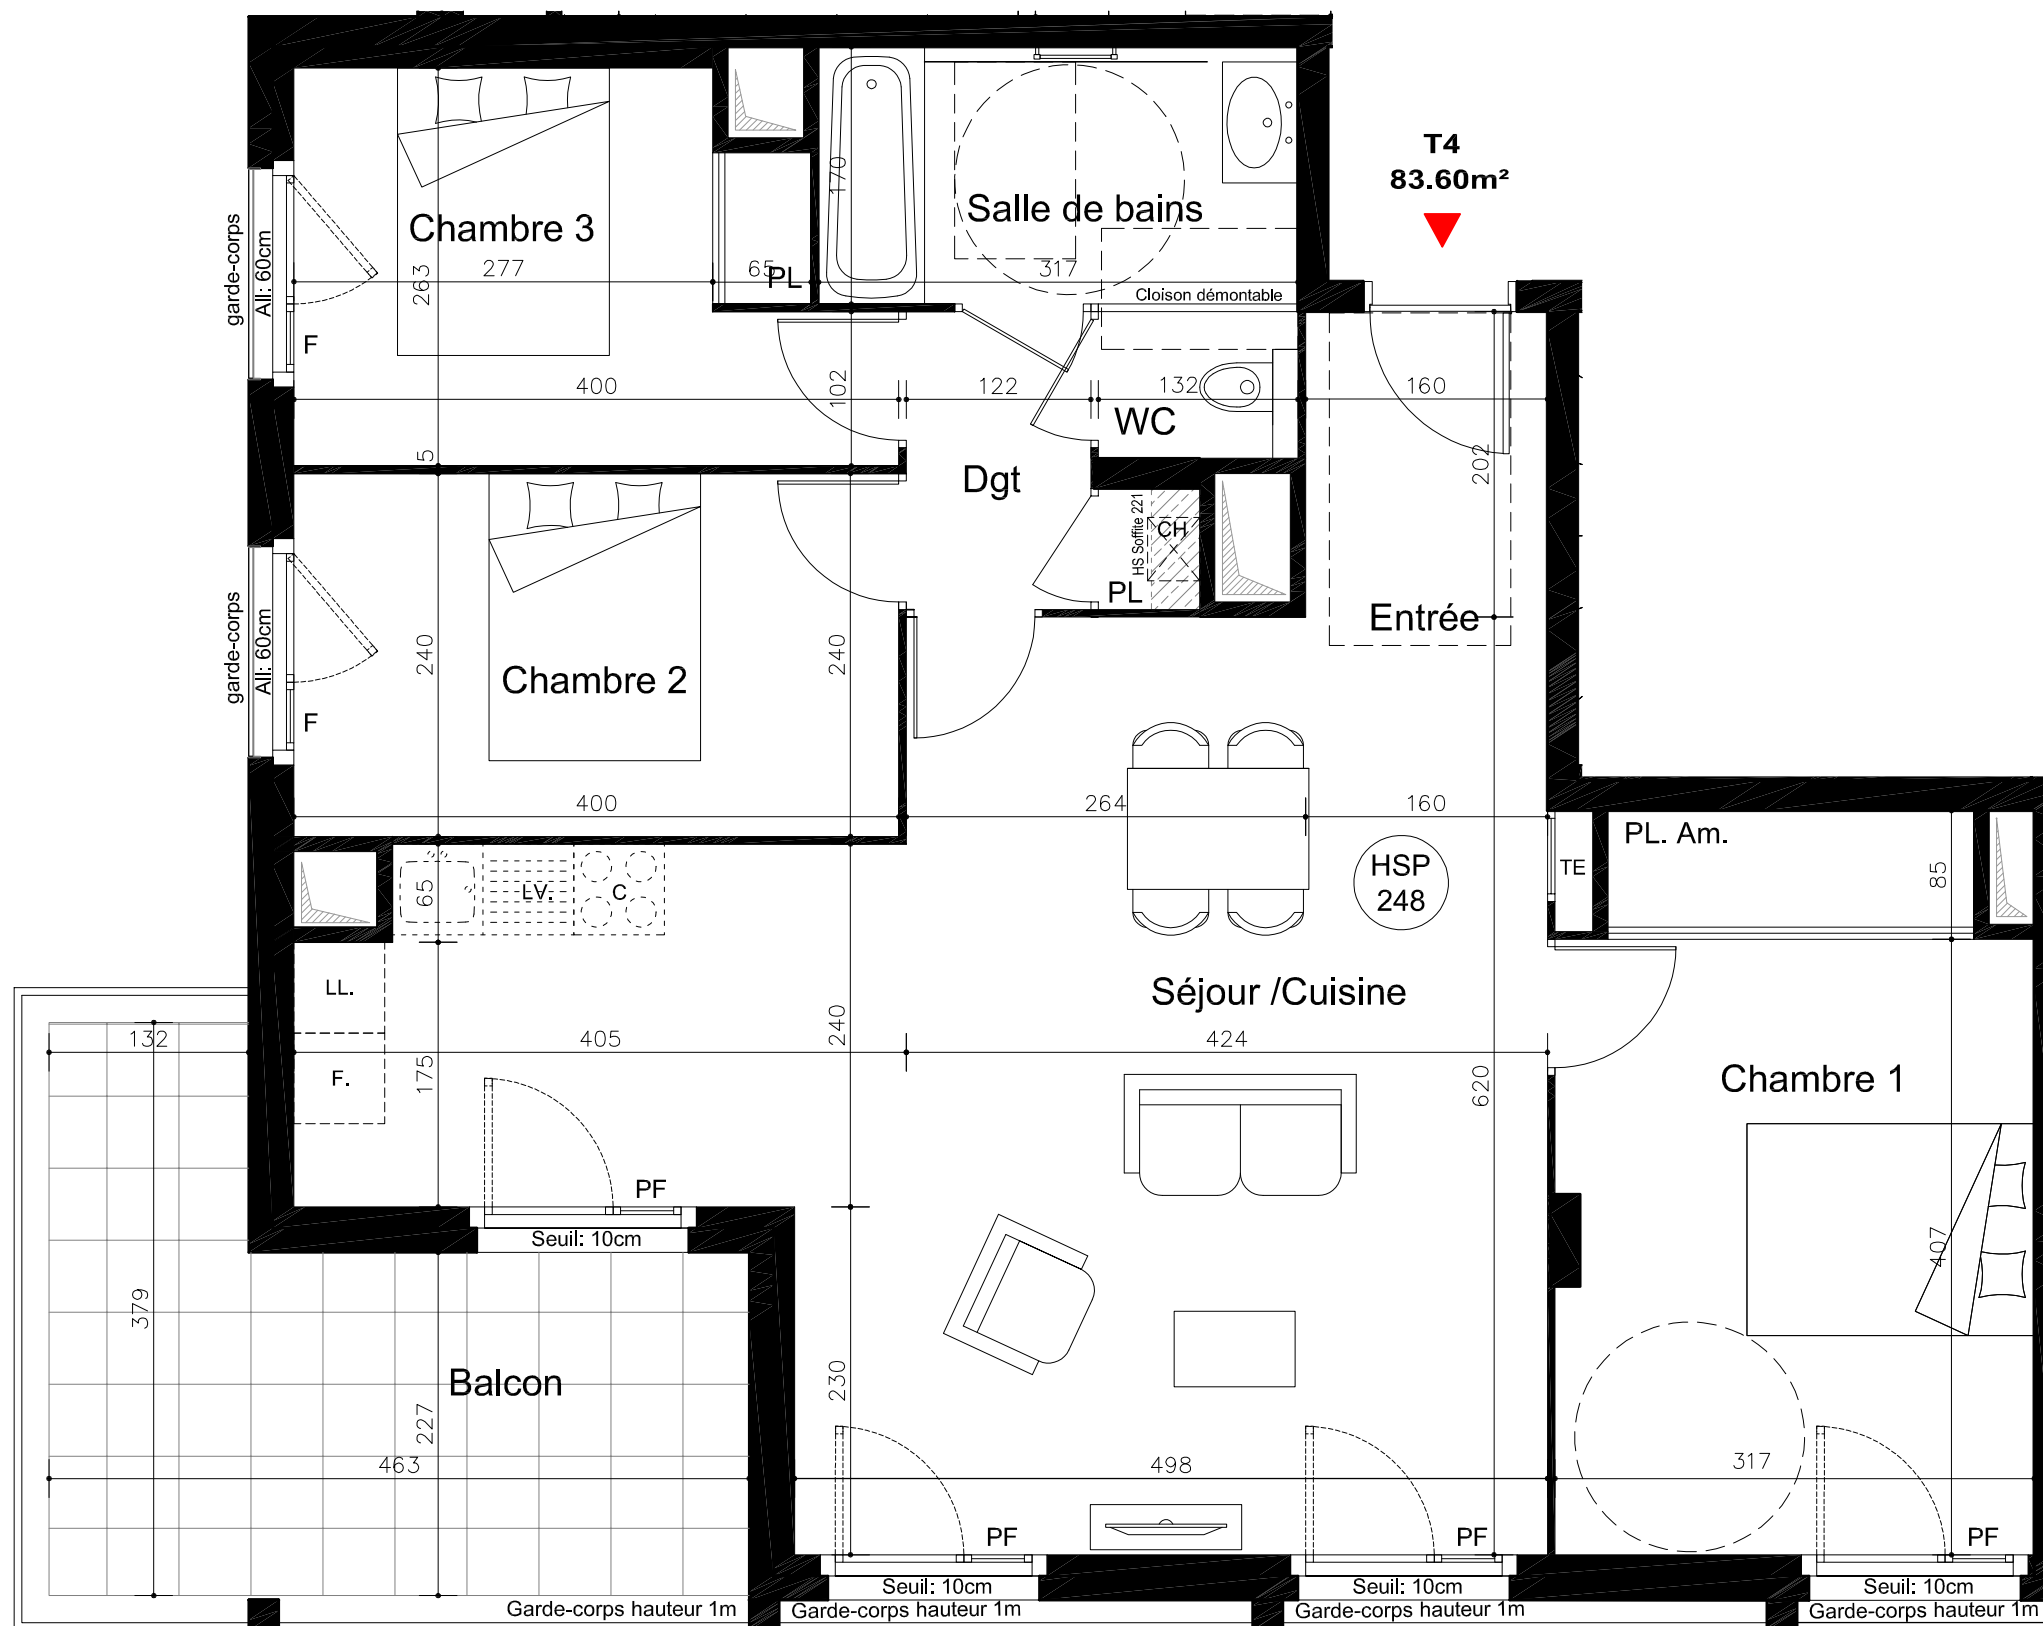 T4
83.60m²
Chambre 3
277
263
65
PL
170
Salle de bains
317
Cloison démontable
garde-corps
All: 60cm
F
400
102
122
132
160
WC
5
202
Dgt
HS Soffite 221
CH
PL
Entrée
garde-corps
All: 60cm
F
240
Chambre 2
240
400
264
160
HSP
248
TE
PL. Am.
85
65
LV.
C
LL.
F.
Séjour /Cuisine
132
405
240
424
175
620
Chambre 1
PF
Seuil: 10cm
407
379
Balcon
227
230
463
498
317
PF
PF
PF
Seuil: 10cm
Seuil: 10cm
Seuil: 10cm
Garde-corps hauteur 1m
Garde-corps hauteur 1m
Garde-corps hauteur 1m
Garde-corps hauteur 1m